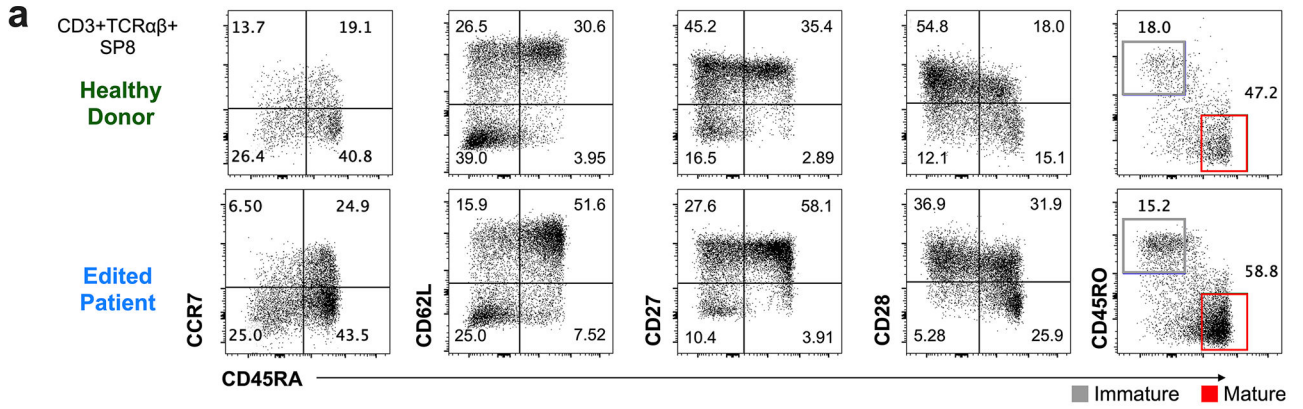 a
CD3+TCRαβ+
SP8
Healthy
Donor
13.7 19.1
26.4 40.8
26.5 30.6
39.0 3.95
45.2 35.4
16.5 2.89
54.8 18.0
12.1 15.1
18.0
47.2
Edited
Patient
CCR7
6.50 24.9
25.0 43.5
CD62L
15.9 51.6
25.0 7.52
CD27
27.6 58.1
10.4 3.91
CD28
36.9 31.9
5.28 25.9
CD45RO
15.2
58.8
CD45RA
Immature Mature